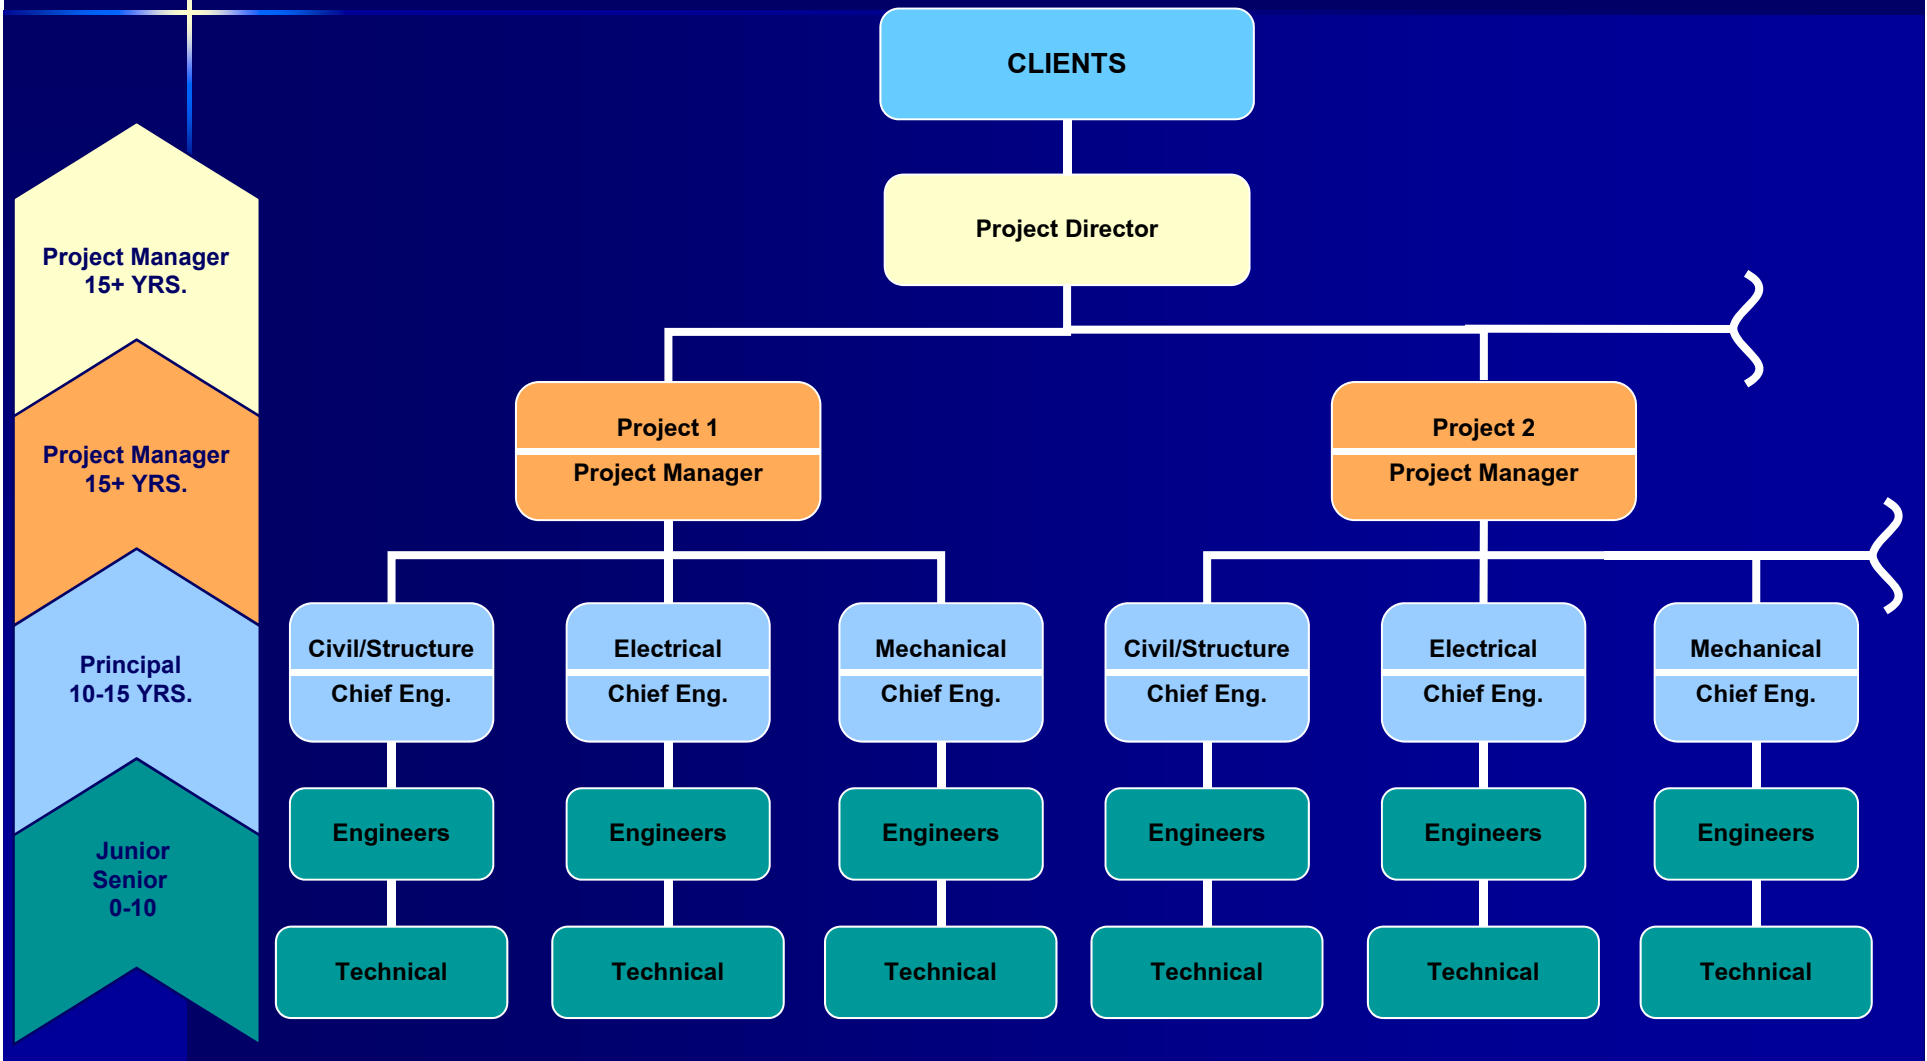 CLIENTS
Project Director
Project Manager
15+ YRS.
Project 1
Project Manager
Project 2
Project Manager
Project Manager
15+ YRS.
Civil/Structure
Chief Eng.
Electrical
Chief Eng.
Mechanical
Chief Eng.
Civil/Structure
Chief Eng.
Electrical
Chief Eng.
Mechanical
Chief Eng.
Principal
10-15 YRS.
Engineers
Engineers
Engineers
Engineers
Engineers
Engineers
Junior
Senior
0-10
Technical
Technical
Technical
Technical
Technical
Technical